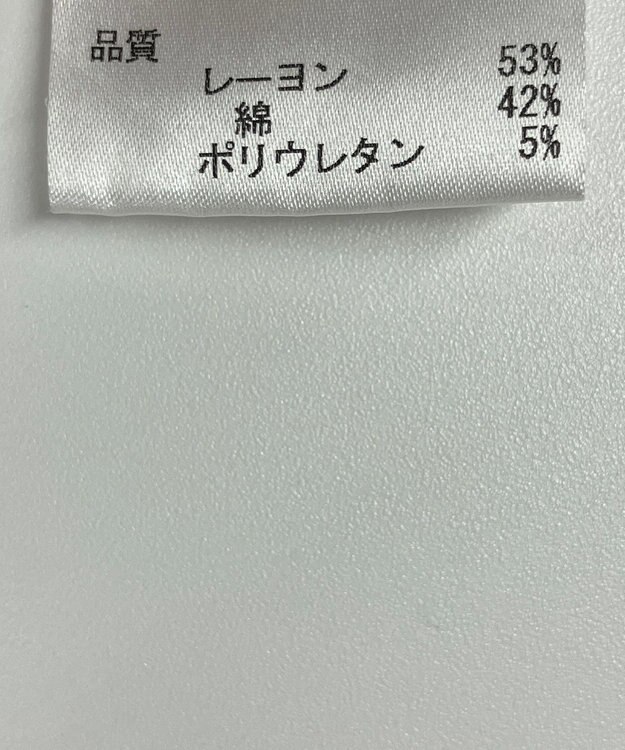 品質
レーヨン 53%
綿 42%
ポリウレタン 5%